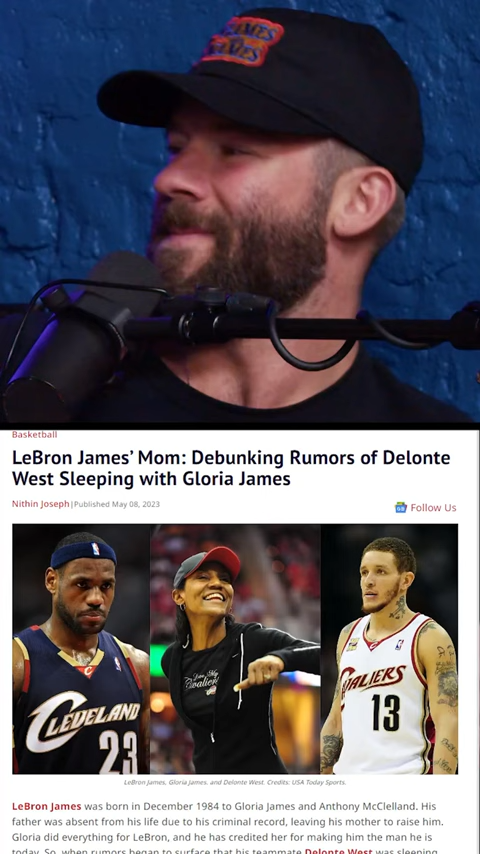 GAMES
NAMES
Basketball
LeBron James' Mom: Debunking Rumors of Delonte
West Sleeping with Gloria James
Nithin Joseph|Published May 08, 2023
Follow Us
CLEVELAND
23
CAVALIERS
13
LeBron James, Gloria James, and Delonte West. Credits: USA Today Sports.
LeBron James was born in December 1984 to Gloria James and Anthony McClelland. His
father was absent from his life due to his criminal record, leaving his mother to raise him.
Gloria did everything for LeBron, and he has credited her for making him the man he is
today. So, when rumors began to surface that his teammate Delonte West was sleeping